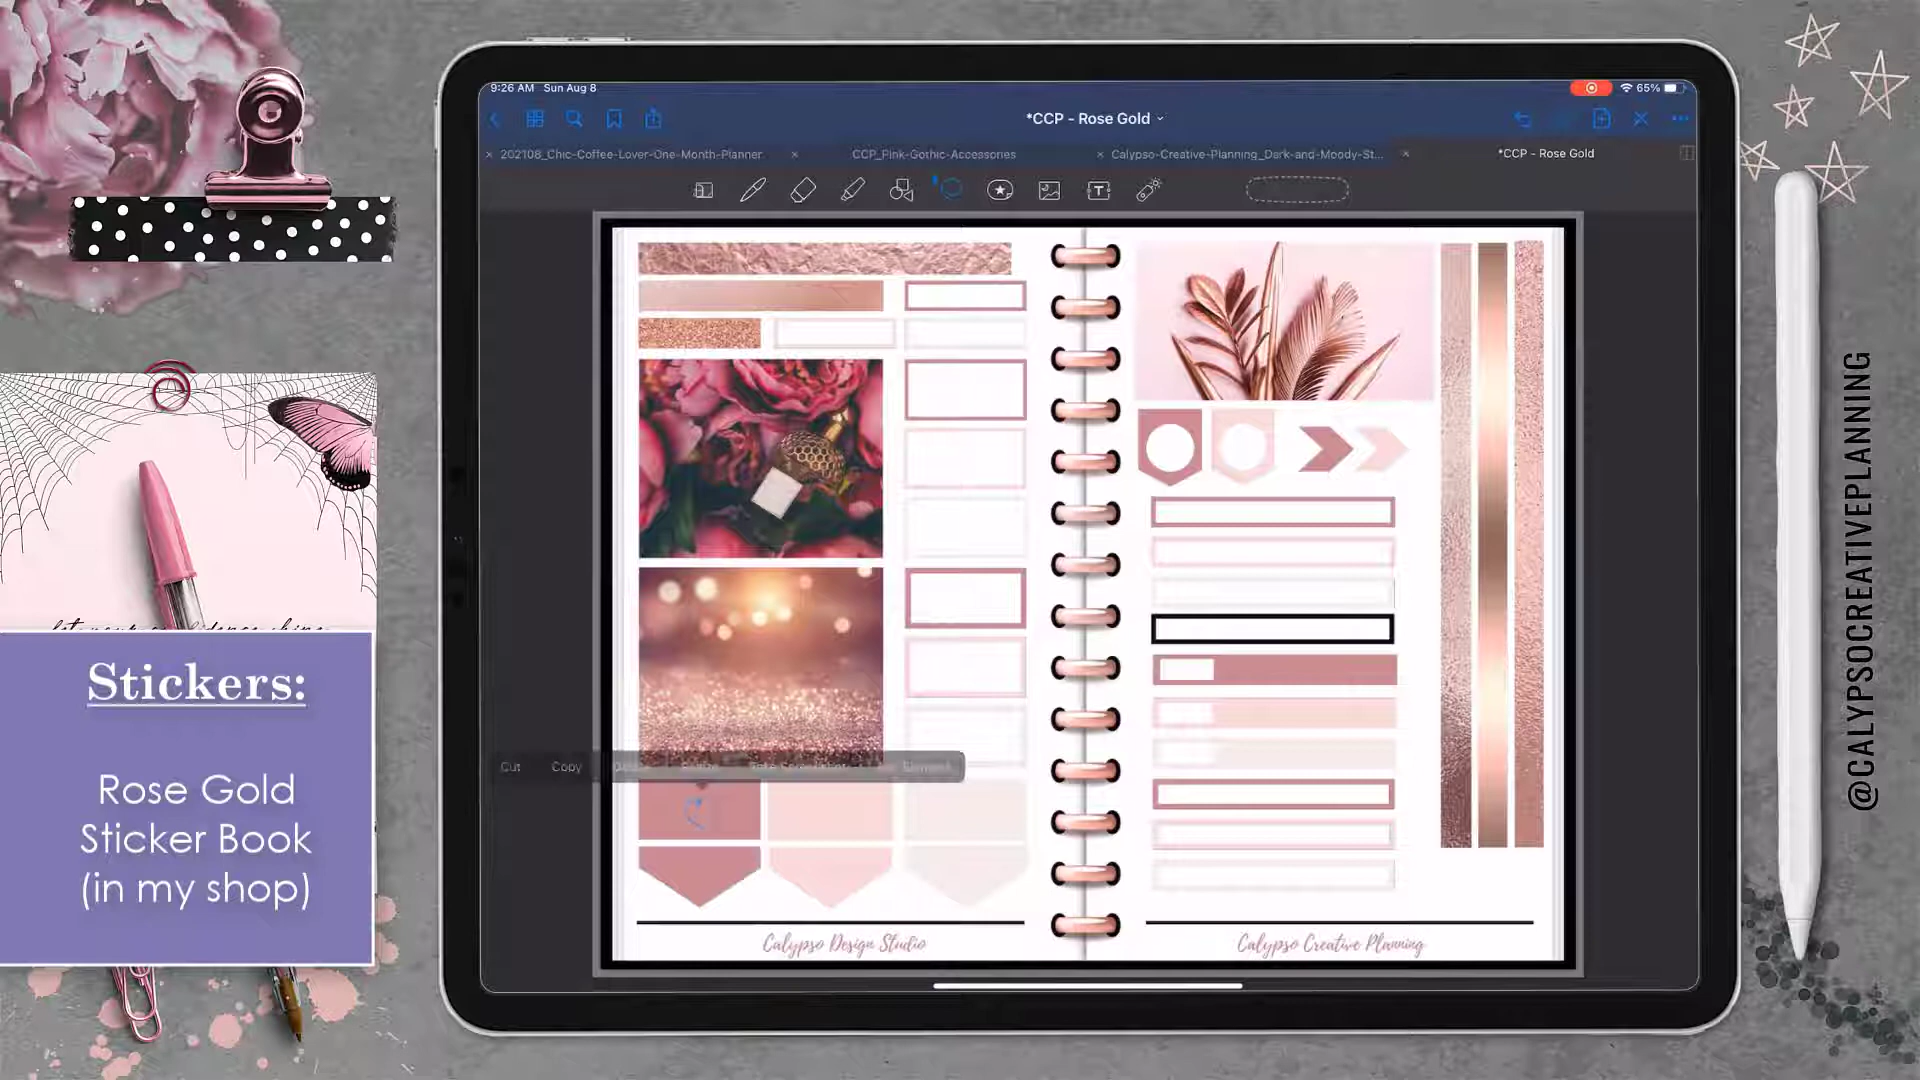 9:26 AM Sun Aug 8
65%
*CCP - Rose Gold
202108_Chic-Coffee-Lover-One-Month-Planner
CCP_Pink-Gothic-Accessories
Calypso-Creative-Planning_Dark-and-Moody-St...
*CCP - Rose Gold
Cut Copy
Calypso Design Studio
Calypso Creative Planning
Stickers:
Rose Gold
Sticker Book
(in my shop)
@CALYPSOCREATIVEPLANNING